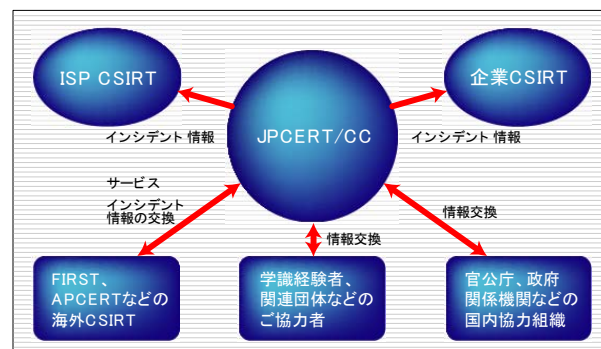 ISP CSIRT
企業CSIRT
JPCERT/CC
インシデント 情報
インシデント 情報
サービス
インシデント
情報の交換
情報交換
情報交換
FIRST、
APCERTなどの
海外CSIRT
学識経験者、
関連団体などの
ご協力者
官公庁、政府
関係機関などの
国内協力組織